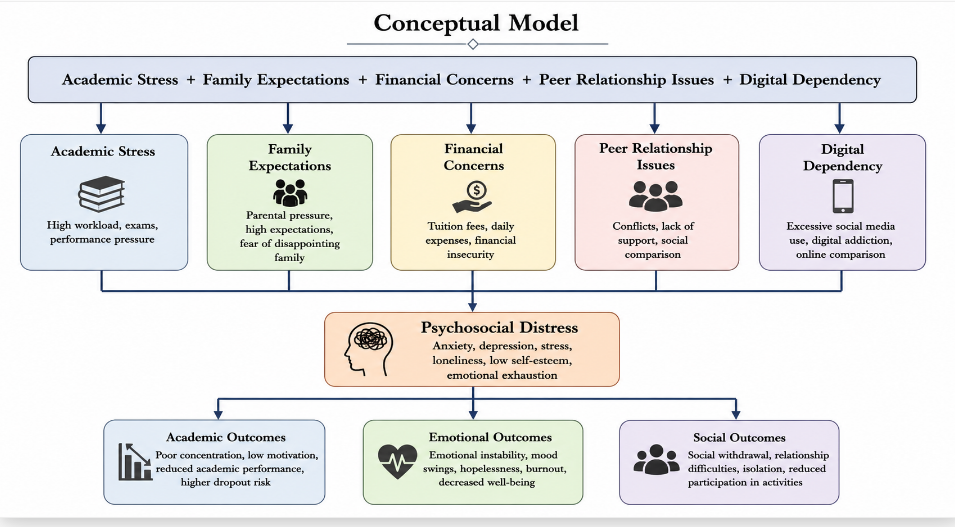 Conceptual Model
Academic Stress + Family Expectations + Financial Concerns + Peer Relationship Issues + Digital Dependency
Academic Stress
High workload, exams,
performance pressure
Family
Expectations
Parental pressure,
high expectations,
fear of disappointing
family
Financial
Concerns
$
Tuition fees, daily
expenses, financial
insecurity
Peer Relationship
Issues
Conflicts, lack of
support, social
comparison
Digital
Dependency
Excessive social media
use, digital addiction,
online comparison
Psychosocial Distress
Anxiety, depression, stress,
loneliness, low self-esteem,
emotional exhaustion
Academic Outcomes
Poor concentration, low motivation,
reduced academic performance,
higher dropout risk
Emotional Outcomes
Emotional instability, mood
swings, hopelessness, burnout,
decreased well-being
Social Outcomes
Social withdrawal, relationship
difficulties, isolation, reduced
participation in activities